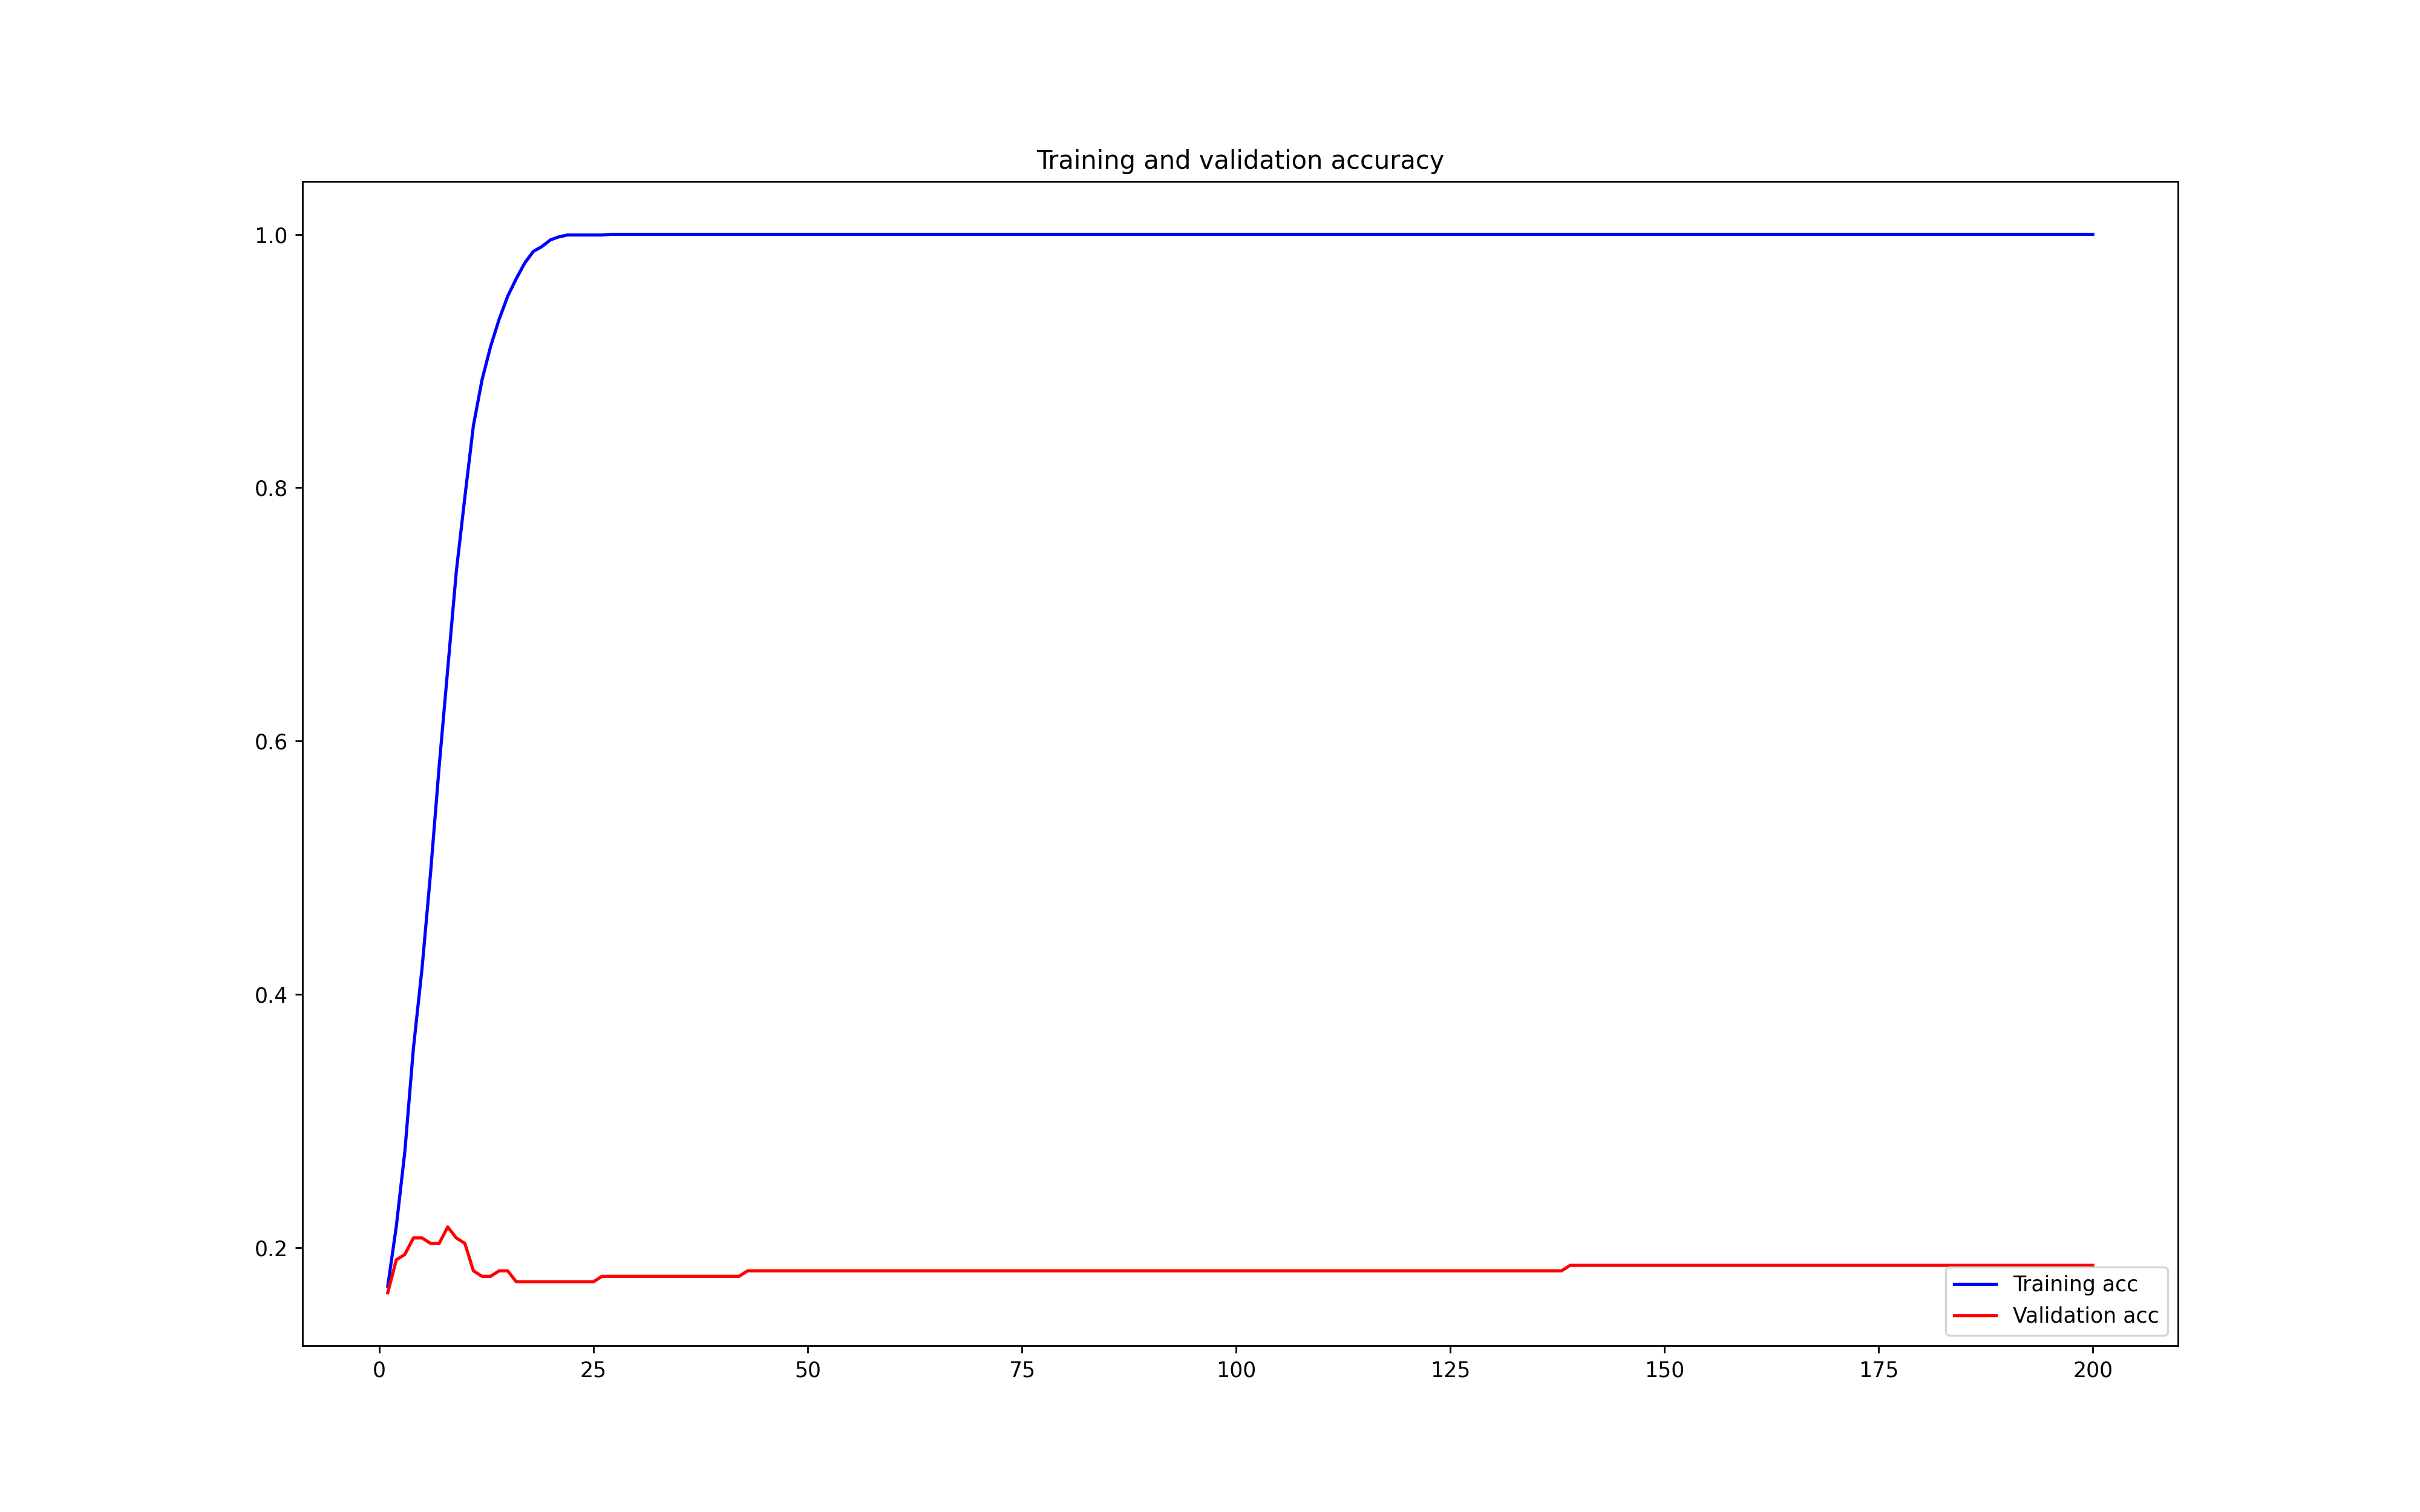 Training and validation accuracy
1.0
0.8
0.6
0.4
0.2
Training acc
Validation acc
0 25 50 75 100 125 150 175 200